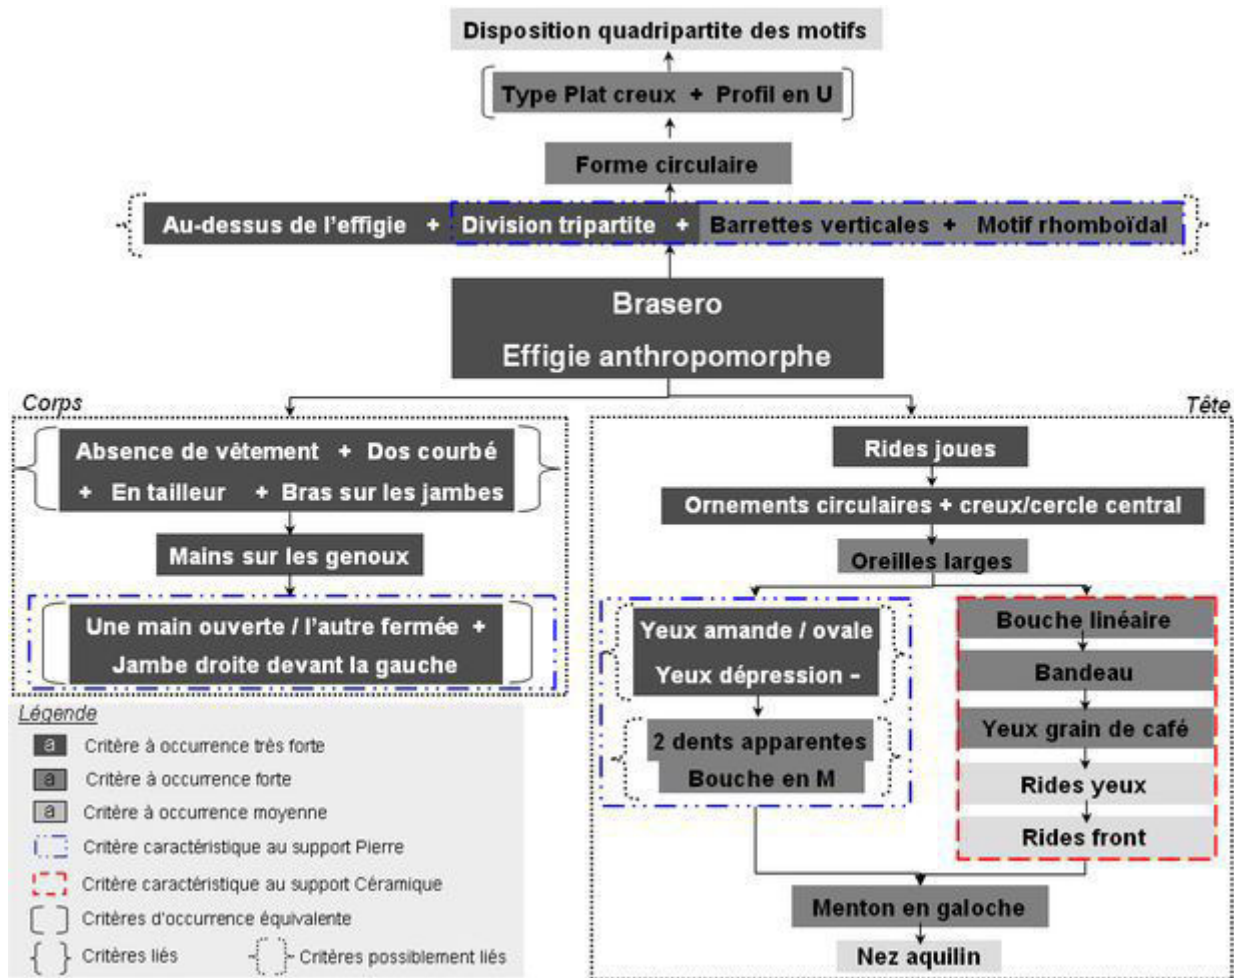 Disposition quadripartite des motifs
Type Plat creux + Profil en U
Forme circulaire
Au-dessus de l'effigie + Division tripartite + Barrettes verticales + Motif rhomboïdal
Brasero
Effigie anthropomorphe
Corps
Absence de vêtement + Dos courbé
+ En tailleur + Bras sur les jambes
Mains sur les genoux
Une main ouverte / l'autre fermée +
Jambe droite devant la gauche
Tête
Rides joues
Ornements circulaires + creux/cercle central
Oreilles larges
Yeux amande / ovale
Yeux dépression -
2 dents apparentes
Bouche en M
Bouche linéaire
Bandeau
Yeux grain de café
Rides yeux
Rides front
Menton en galoche
Nez aquilin
Légende
a Critère à occurrence très forte
a Critère à occurrence forte
a Critère à occurrence moyenne
Critère caractéristique au support Pierre
Critère caractéristique au support Céramique
Critères d'occurrence équivalente
Critères liés
Critères possiblement liés